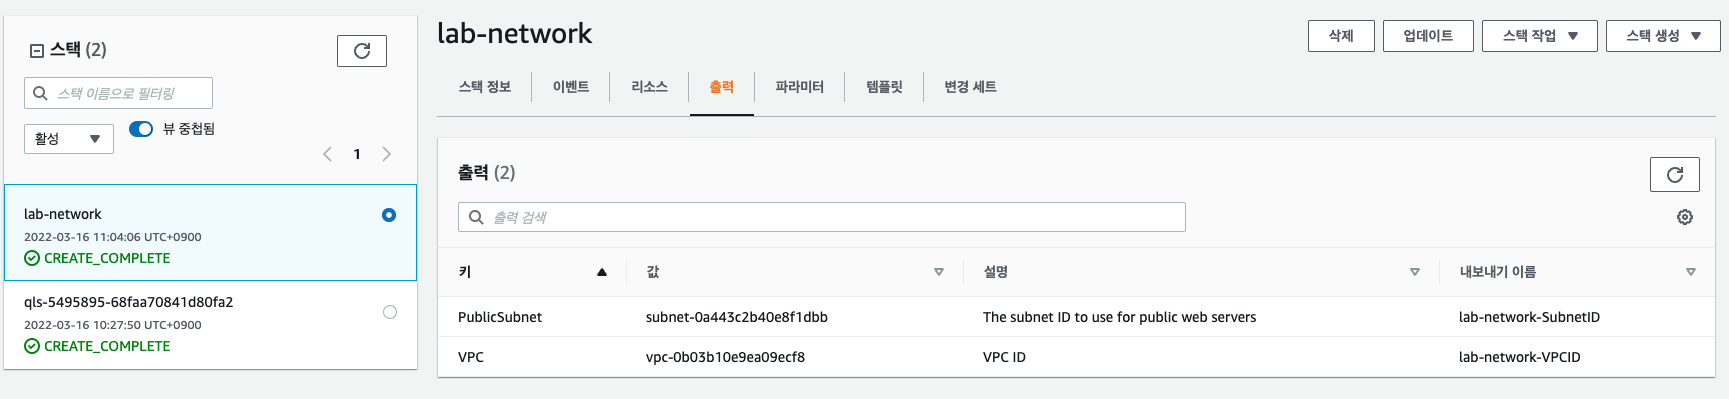 스택 (2)
스택 이름으로 필터링
활성
뷰 중첩됨
1
lab-network
2022-03-16 11:04:06 UTC+0900
CREATE_COMPLETE
qls-5495895-68faa70841d80fa2
2022-03-16 10:27:50 UTC+0900
CREATE_COMPLETE
lab-network
삭제 업데이트 스택 작업 스택 생성
스택 정보 이벤트 리소스 출력 파라미터 템플릿 변경 세트
출력 (2)
출력 검색
키 값 설명 내보내기 이름
PublicSubnet subnet-0a443c2b40e8f1dbb The subnet ID to use for public web servers lab-network-SubnetID
VPC vpc-0b03b10e9ea09ecf8 VPC ID lab-network-VPCID